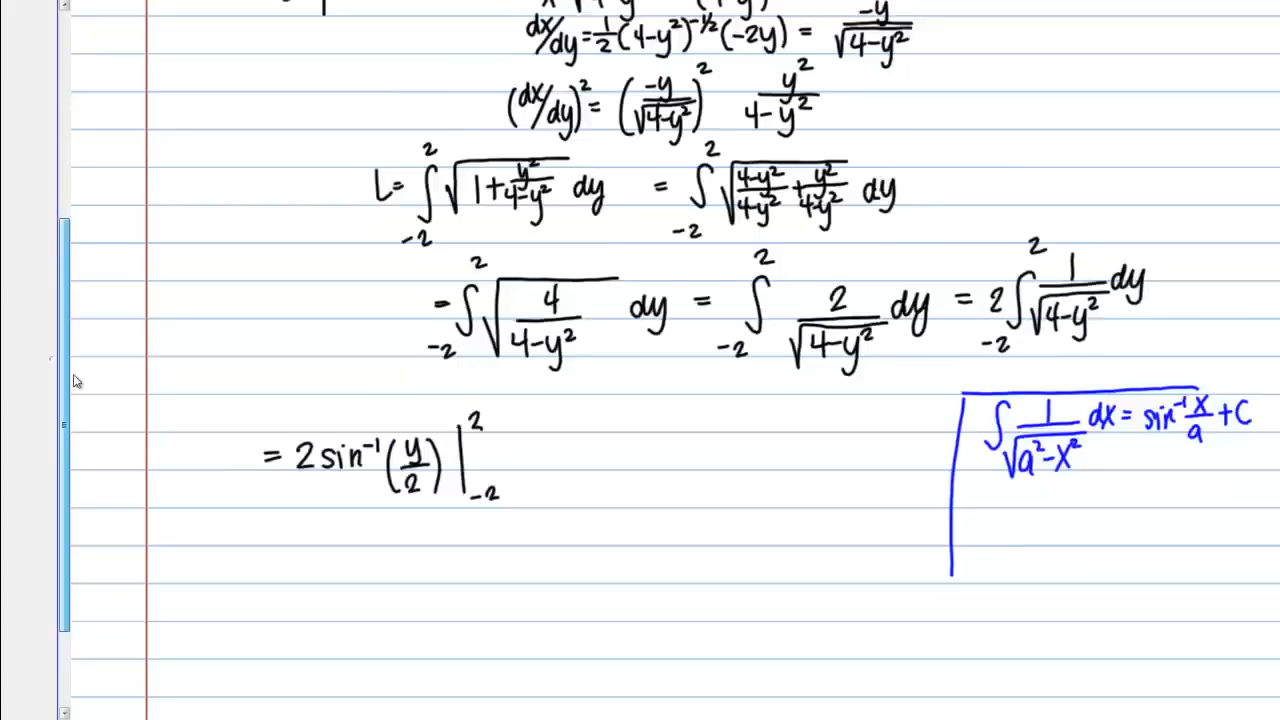 dx/dy = 1/2 (4-y²)^(-1/2) (-2y) = -y/√(4-y²)
(dx/dy)² = (-y/√(4-y²))² y²/(4-y²)
L = ∫_{-2}^{2} √(1 + y²/(4-y²)) dy = ∫_{-2}^{2} √((4-y²)/(4-y²) + y²/(4-y²)) dy
= ∫_{-2}^{2} √(4/(4-y²)) dy = ∫_{-2}^{2} 2/√(4-y²) dy = 2 ∫_{-2}^{2} 1/√(4-y²) dy
∫ 1/√(a²-x²) dx = sin⁻¹ x/a + C
= 2 sin⁻¹ (y/2) |_{-2}^{2}